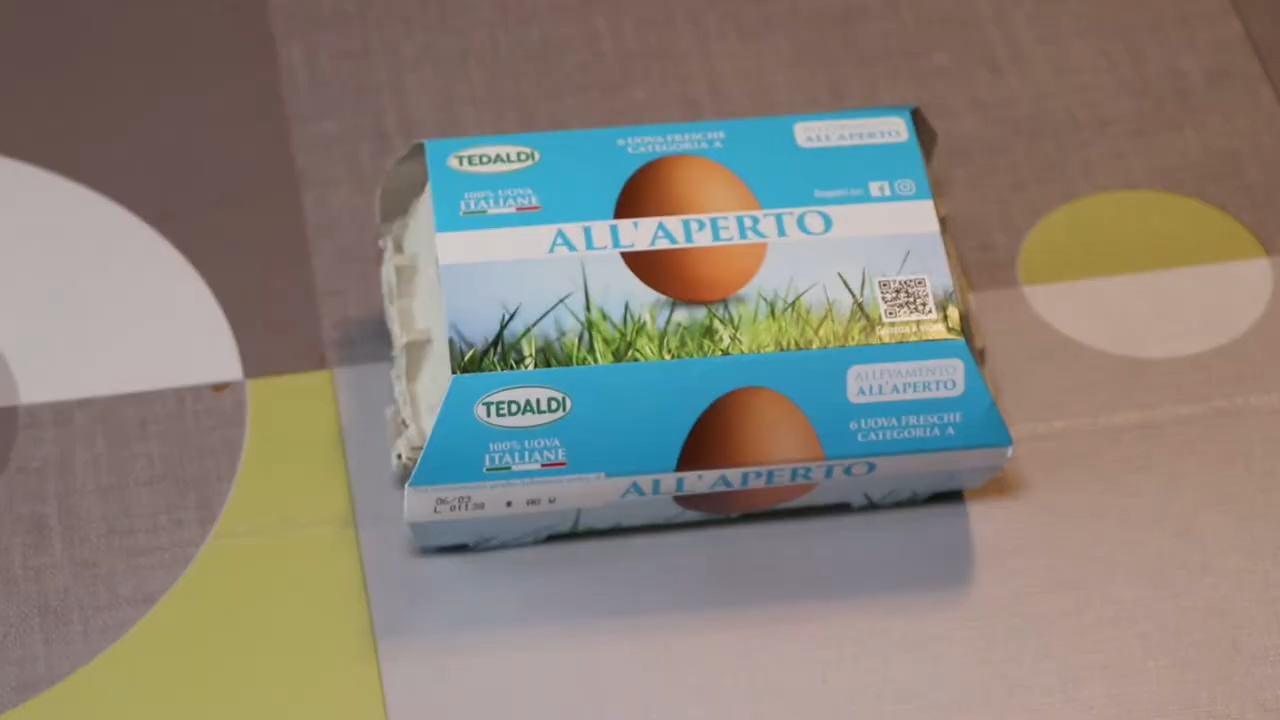 TEDALDI
6 UOVA FRESCHE
CATEGORIA A
ALLEVAMENTO
ALL'APERTO
100% UOVA
ITALIANE
ALL'APERTO
TEDALDI
ALLEVAMENTO
ALL'APERTO
100% UOVA
ITALIANE
6 UOVA FRESCHE
CATEGORIA A
ALL'APERTO
06/03